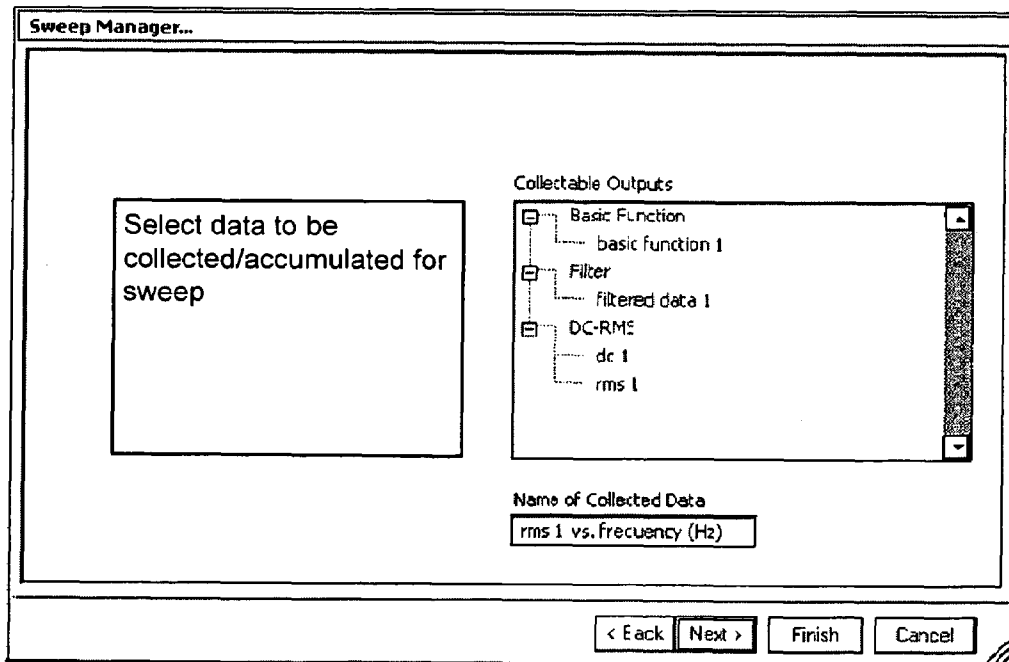 Sweep Manager...
Select data to be
collected/accumulated for
sweep
Collectable Outputs
Basic Function
basic function 1
Filter
filtered data 1
DC-RMS
dc 1
rms 1
Name of Collected Data
rms 1 vs. frecuency (Hz)
< Back
Next >
Finish
Cancel